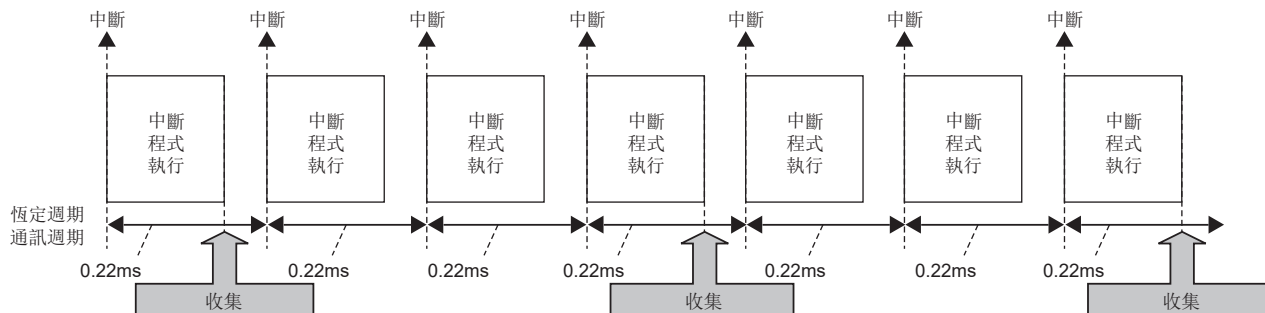 中斷 中斷 中斷 中斷 中斷 中斷 中斷
中斷 程式 執行
中斷 程式 執行
中斷 程式 執行
中斷 程式 執行
中斷 程式 執行
中斷 程式 執行
中斷 程式 執行
恆定週期
通訊週期
0.22ms 0.22ms 0.22ms 0.22ms 0.22ms 0.22ms 0.22ms
收集 收集 收集